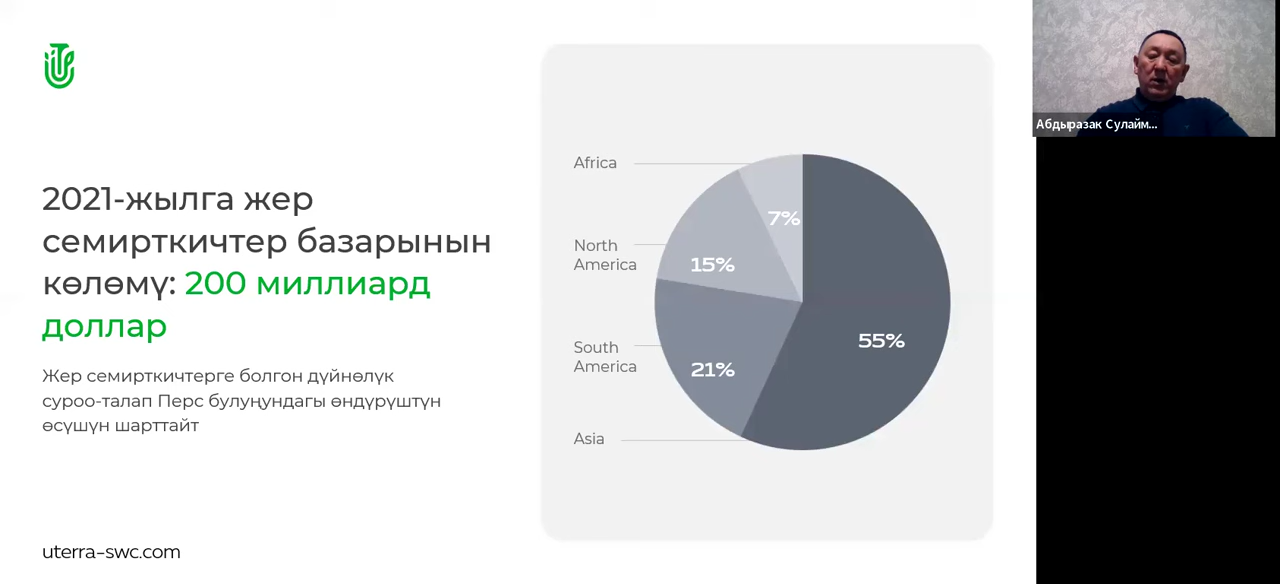 2021-жылга жер
семирткичтер базарынын
көлөмү: 200 миллиард
доллар
Жер семирткичтерге болгон дүйнөлүк
суроо-талап Перс булуңундагы өндүрүштүн
өсүшүн шарттайт
uterra-swc.com
Africa
7%
North
America
15%
South
America
21%
Asia
55%
Абдыразак Сулайм...